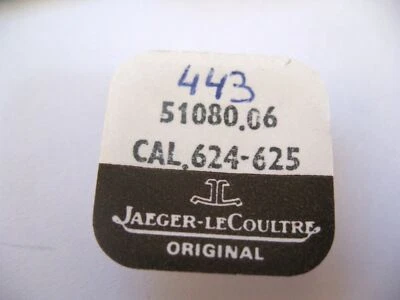 443
51080.06
CAL.624-625
JAEGER-LECOULTRE
ORIGINAL